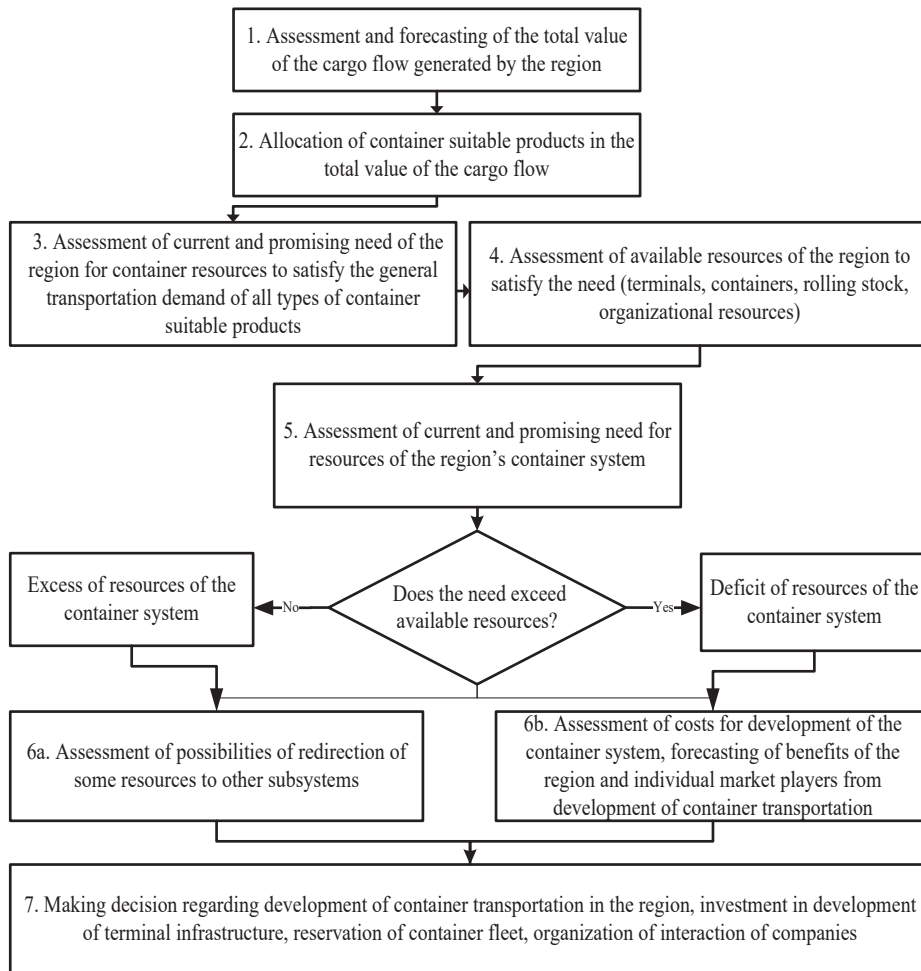 1. Assessment and forecasting of the total value
of the cargo flow generated by the region
2. Allocation of container suitable products in the
total value of the cargo flow
3. Assessment of current and promising need of the
region for container resources to satisfy the general
transportation demand of all types of container
suitable products
4. Assessment of available resources of the region to
satisfy the need (terminals, containers, rolling stock,
organizational resources)
5. Assessment of current and promising need for
resources of the region’s container system
Excess of resources of the
container system
No
Does the need exceed
available resources?
Yes
Deficit of resources of the
container system
6a. Assessment of possibilities of redirection of
some resources to other subsystems
6b. Assessment of costs for development of the
container system, forecasting of benefits of the
region and individual market players from
development of container transportation
7. Making decision regarding development of container transportation in the region, investment in development
of terminal infrastructure, reservation of container fleet, organization of interaction of companies